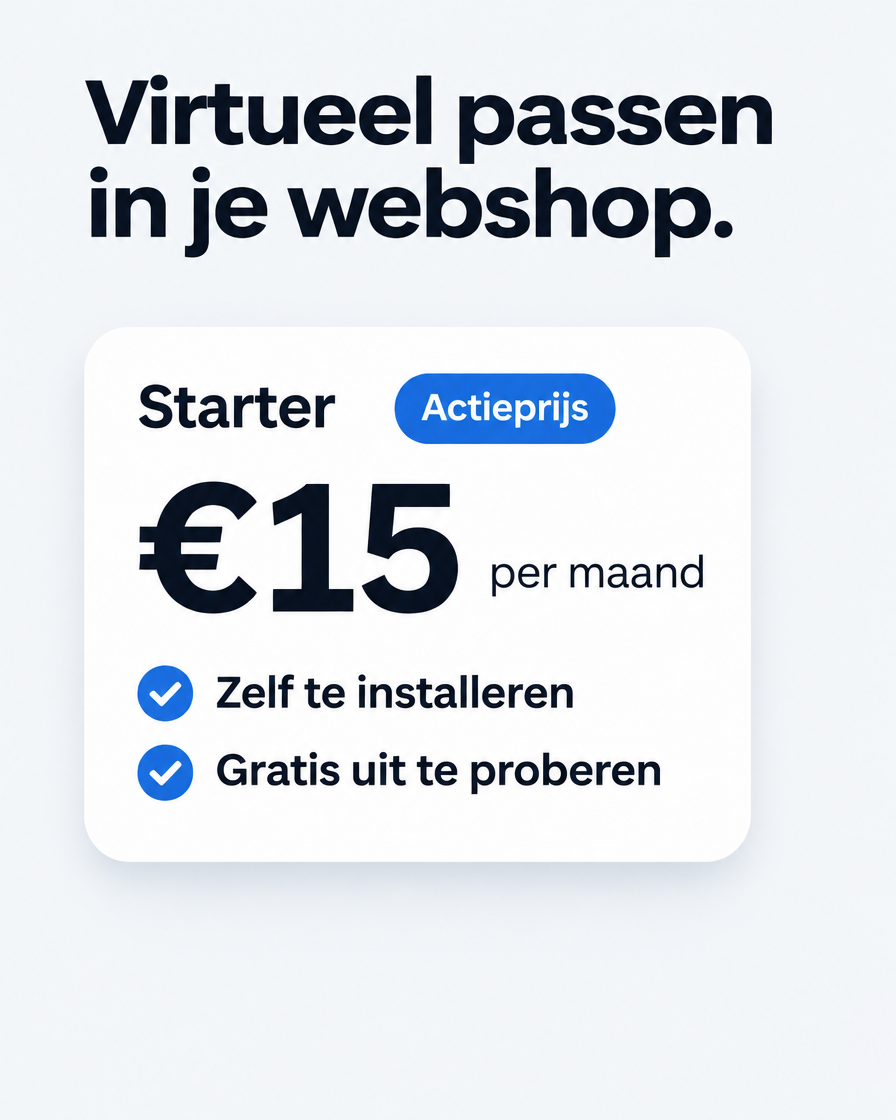 Virtueel passen
in je webshop.
Starter
Actieprijs
€15 per maand
Zelf te installeren
Gratis uit te proberen